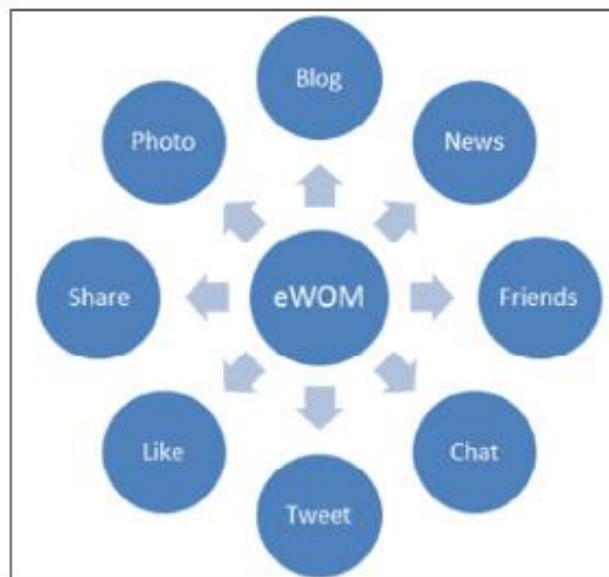 Blog
Photo
News
Share
eWOM
Friends
Like
Chat
Tweet